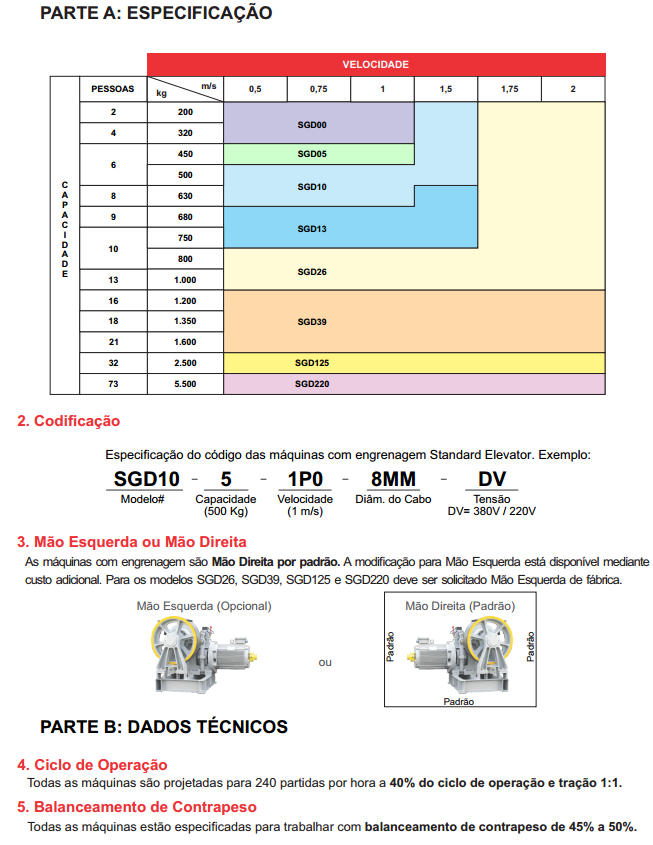 PARTE A: ESPECIFICAÇÃO
VELOCIDADE
PESSOAS kg m/s 0,5 0,75 1 1,5 1,75 2
CAPACIDADE
2 200
4 320
SGD00
6 450 SGD05
500
SGD10
8 630
9 680
SGD13
10 750
800
SGD26
13 1.000
16 1.200
18 1.350 SGD39
21 1.600
32 2.500 SGD125
73 5.500 SGD220
2. Codificação
Especificação do código das máquinas com engrenagem Standard Elevator. Exemplo:
SGD10 - 5 - 1P0 - 8MM - DV
Modelo# Capacidade Velocidade Diâm. do Cabo Tensão
(500 Kg) (1 m/s) DV= 380V / 220V
3. Mão Esquerda ou Mão Direita
As máquinas com engrenagem são Mão Direita por padrão. A modificação para Mão Esquerda está disponível mediante
custo adicional. Para os modelos SGD26, SGD39, SGD125 e SGD220 deve ser solicitado Mão Esquerda de fábrica.
Mão Esquerda (Opcional)
ou
Mão Direita (Padrão)
Padrão
Padrão
Padrão
PARTE B: DADOS TÉCNICOS
4. Ciclo de Operação
Todas as máquinas são projetadas para 240 partidas por hora a 40% do ciclo de operação e tração 1:1.
5. Balanceamento de Contrapeso
Todas as máquinas estão especificadas para trabalhar com balanceamento de contrapeso de 45% a 50%.